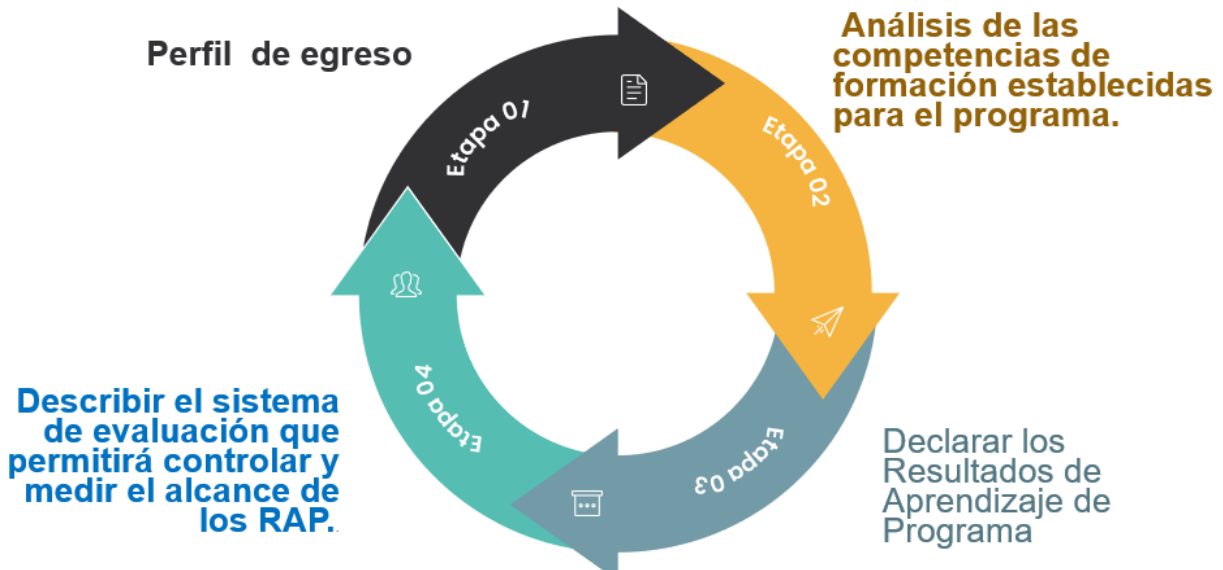 Perfil de egreso
Etapa 01
Análisis de las
competencias de
formación establecidas
para el programa.
Etapa 02
Declarar los
Resultados de
Aprendizaje de
Programa
Etapa 03
Describir el sistema
de evaluación que
permitirá controlar y
medir el alcance de
los RAP..
Etapa 04